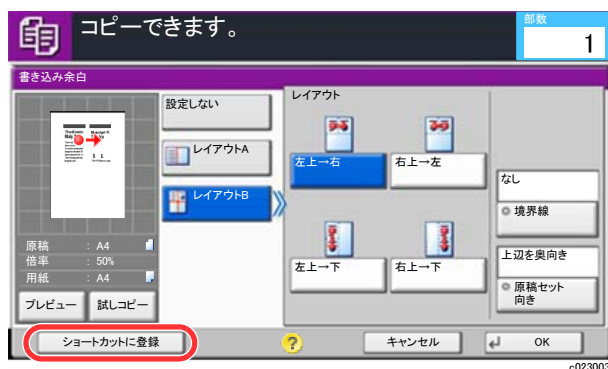 コピーできます。
部数
1
書き込み余白
設定しない
レイアウトA
レイアウトB
レイアウト
左上→右
右上→左
左上→下
右上→下
なし
境界線
上辺を奥向き
原稿セット
向き
原稿 : A4
倍率 : 50%
用紙 : A4
プレビュー
試しコピー
ショートカットに登録
?
キャンセル
OK
c023003